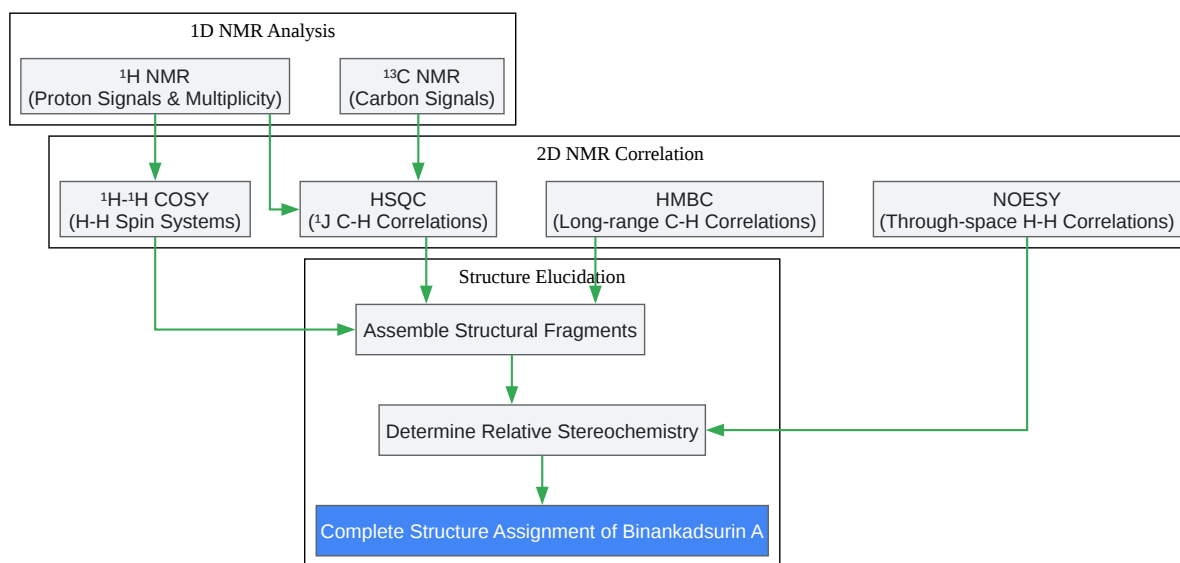 1D NMR Analysis
¹H NMR
(Proton Signals & Multiplicity)
¹³C NMR
(Carbon Signals)
2D NMR Correlation
¹H-¹H COSY
(H-H Spin Systems)
HSQC
(¹J C-H Correlations)
HMBC
(Long-range C-H Correlations)
NOESY
(Through-space H-H Correlations)
Structure Elucidation
Assemble Structural Fragments
Determine Relative Stereochemistry
Complete Structure Assignment of Binankadsurin A